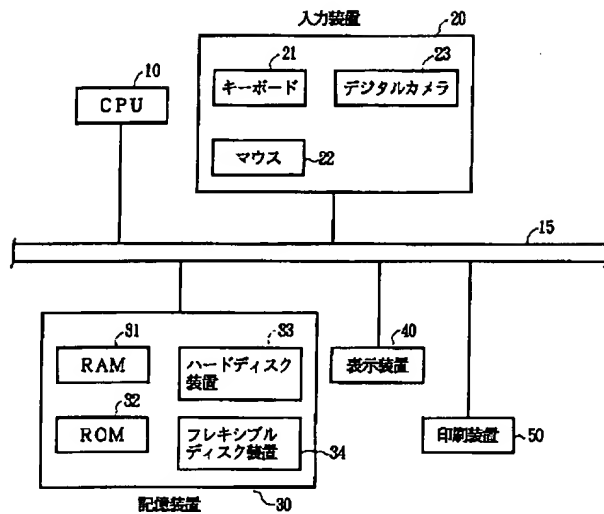 入力装置
20
10
CPU
21
キーボード
23
デジタルカメラ
マウス
22
15
31
RAM
33
ハードディスク
装置
40
表示装置
32
ROM
フレキシブル
ディスク装置
34
印刷装置
50
記憶装置
30